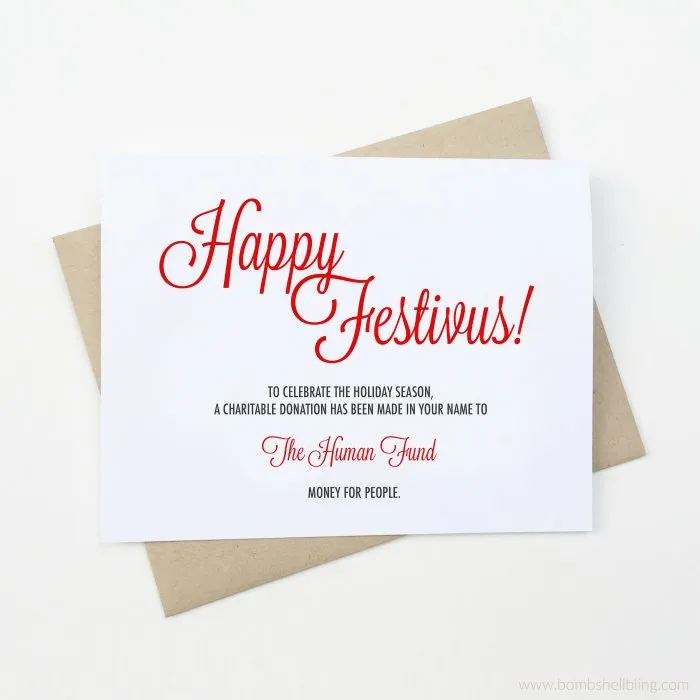 Happy
Festivus!
TO CELEBRATE THE HOLIDAY SEASON,
A CHARITABLE DONATION HAS BEEN MADE IN YOUR NAME TO
The Human Fund
MONEY FOR PEOPLE.
www.bombshellbling.com